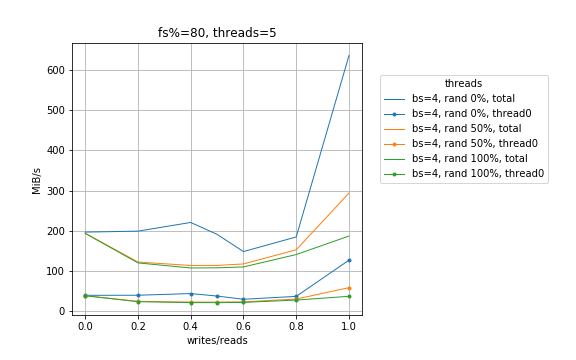 fs%=80, threads=5
600
500
400
300
200
100
0
MiB/s
0.0 0.2 0.4 0.6 0.8 1.0
writes/reads
threads
bs=4, rand 0%, total
bs=4, rand 0%, thread0
bs=4, rand 50%, total
bs=4, rand 50%, thread0
bs=4, rand 100%, total
bs=4, rand 100%, thread0